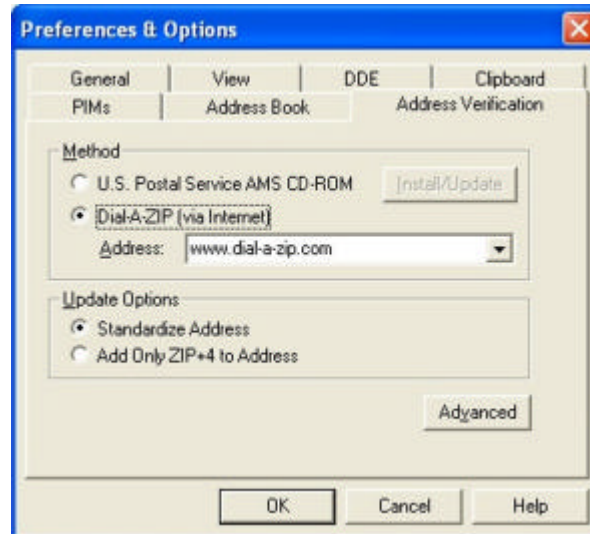 Preferences & Options
General View DDE Clipboard
PIMs Address Book Address Verification
Method
U.S. Postal Service AMS CD-ROM Install/Update
Dial-A-ZIP (via Internet)
Address: www.dial-a-zip.com
Update Options
Standardize Address
Add Only ZIP+4 to Address
Advanced
OK Cancel Help